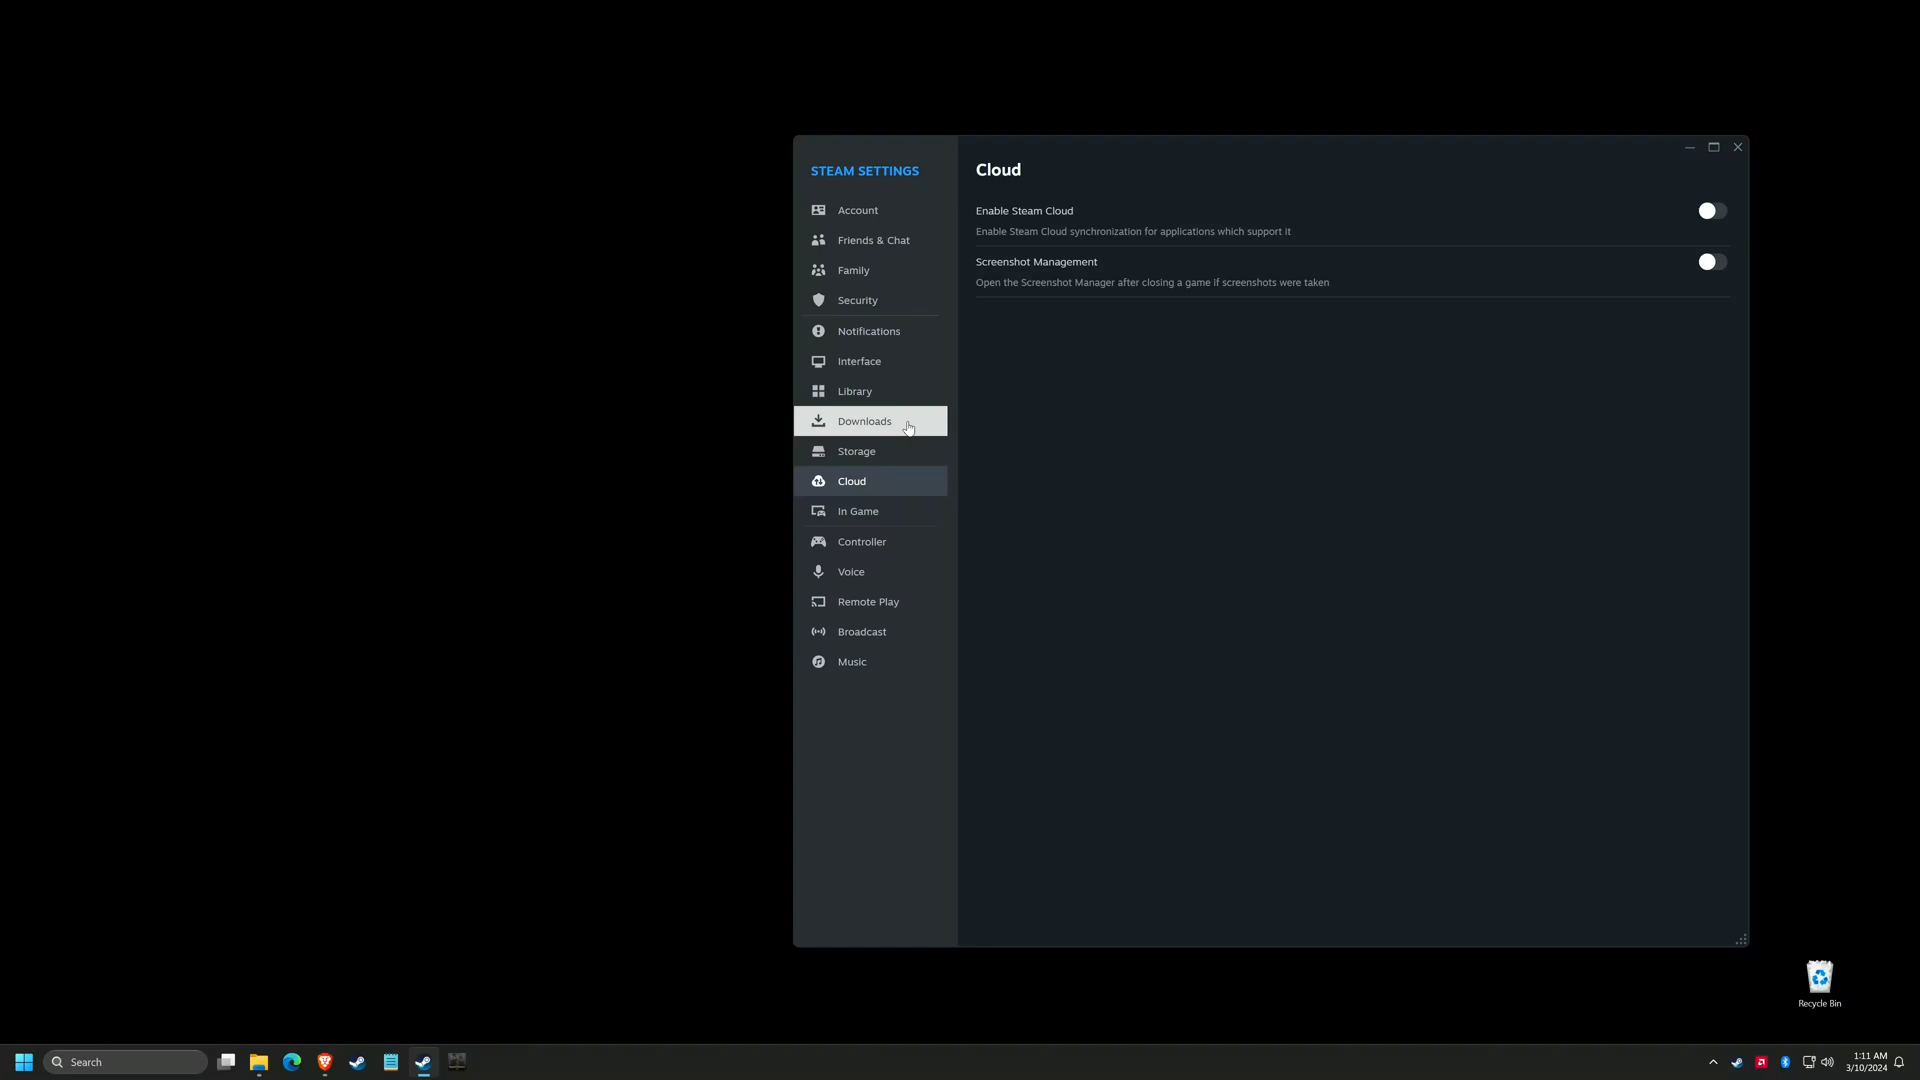 STEAM SETTINGS
Account
Friends & Chat
Family
Security
Notifications
Interface
Library
Downloads
Storage
Cloud
In Game
Controller
Voice
Remote Play
Broadcast
Music
Cloud
Enable Steam Cloud
Enable Steam Cloud synchronization for applications which support it
Screenshot Management
Open the Screenshot Manager after closing a game if screenshots were taken
Recycle Bin
Search
1:11 AM
3/10/2024